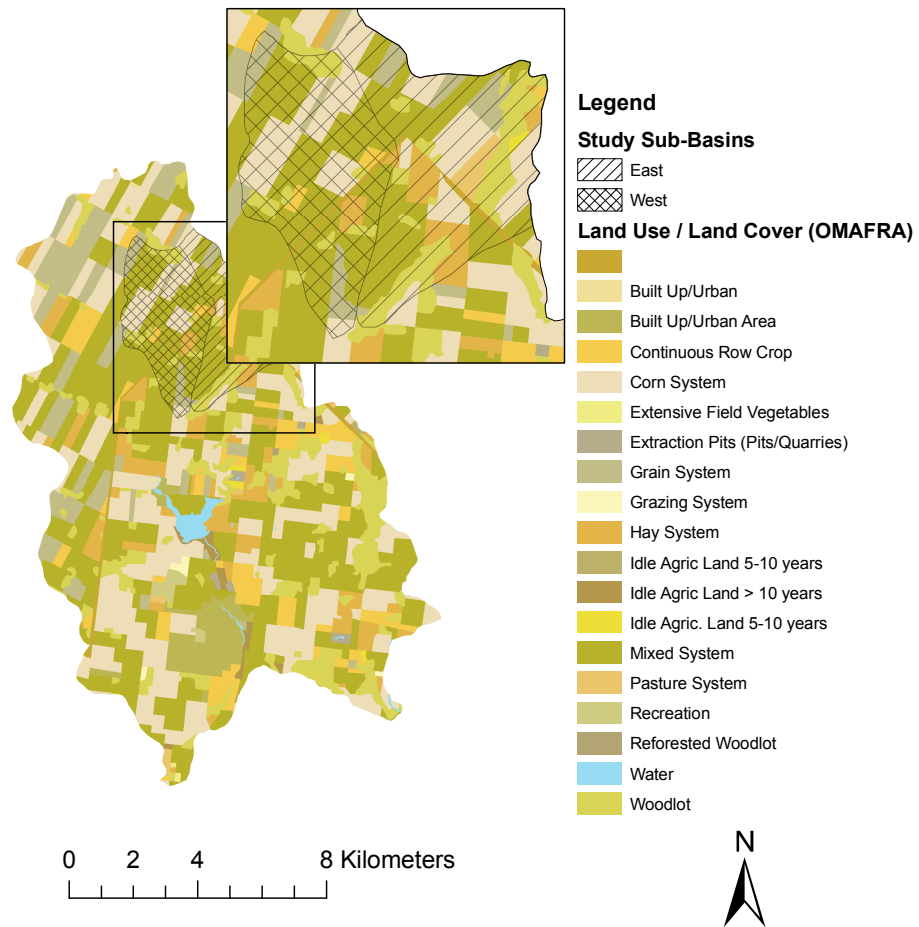 Legend
Study Sub-Basins
East
West
Land Use / Land Cover (OMAFRA)
Built Up/Urban
Built Up/Urban Area
Continuous Row Crop
Corn System
Extensive Field Vegetables
Extraction Pits (Pits/Quarries)
Grain System
Grazing System
Hay System
Idle Agric Land 5-10 years
Idle Agric Land > 10 years
Idle Agric. Land 5-10 years
Mixed System
Pasture System
Recreation
Reforested Woodlot
Water
Woodlot
0 2 4 8 Kilometers
N